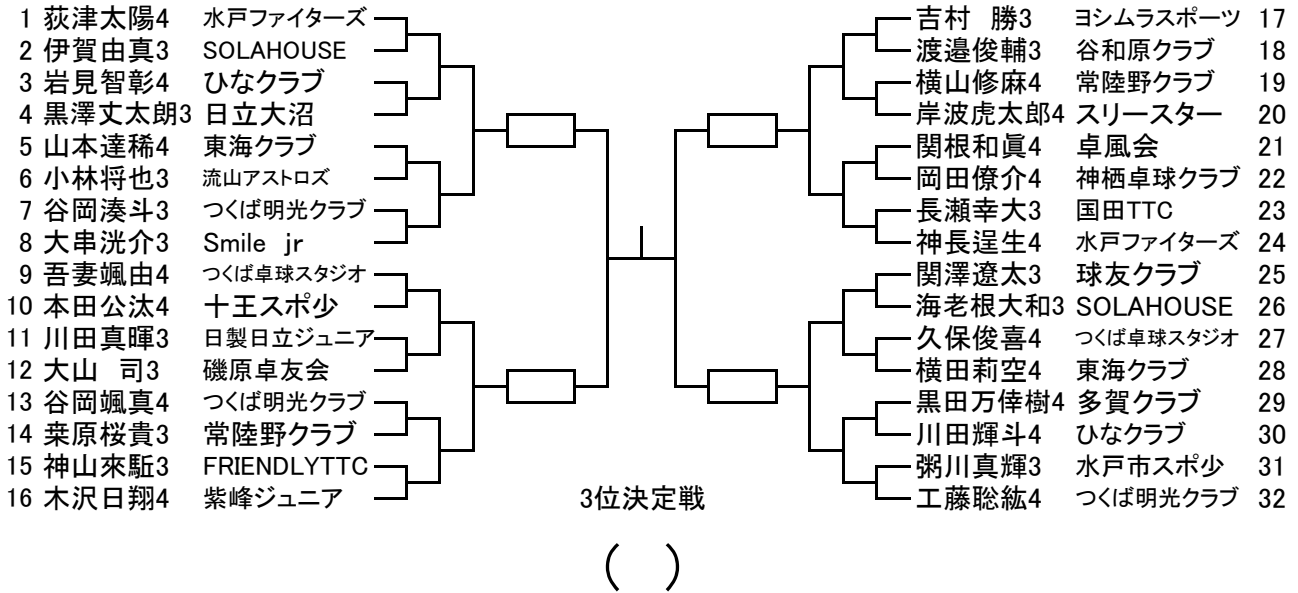 1 荻津太陽4 水戸ファイターズ
2 伊賀由真3 SOLAHOUSE
3 岩見智彰4 ひなクラブ
4 黒澤丈太朗3 日立大沼
5 山本達稀4 東海クラブ
6 小林将也3 流山アストロズ
7 谷岡湊斗3 つくば明光クラブ
8 大串洸介3 Smile jr
9 吾妻颯由4 つくば卓球スタジオ
10 本田公汰4 十王スポ少
11 川田真暉3 日製日立ジュニア
12 大山 司3 磯原卓友会
13 谷岡颯真4 つくば明光クラブ
14 桒原桜貴3 常陸野クラブ
15 神山來駈3 FRIENDLYTTC
16 木沢日翔4 紫峰ジュニア
吉村 勝3 ヨシムラスポーツ 17
渡邉俊輔3 谷和原クラブ 18
横山修麻4 常陸野クラブ 19
岸波虎太郎4 スリースター 20
関根和眞4 卓風会 21
岡田僚介4 神栖卓球クラブ 22
長瀬幸大3 国田TTC 23
神長逞生4 水戸ファイターズ 24
関澤遼太3 球友クラブ 25
海老根大和3 SOLAHOUSE 26
久保俊喜4 つくば卓球スタジオ 27
横田莉空4 東海クラブ 28
黒田万倖樹4 多賀クラブ 29
川田輝斗4 ひなクラブ 30
粥川真輝3 水戸市スポ少 31
工藤聡紘4 つくば明光クラブ 32
3位決定戦
( )